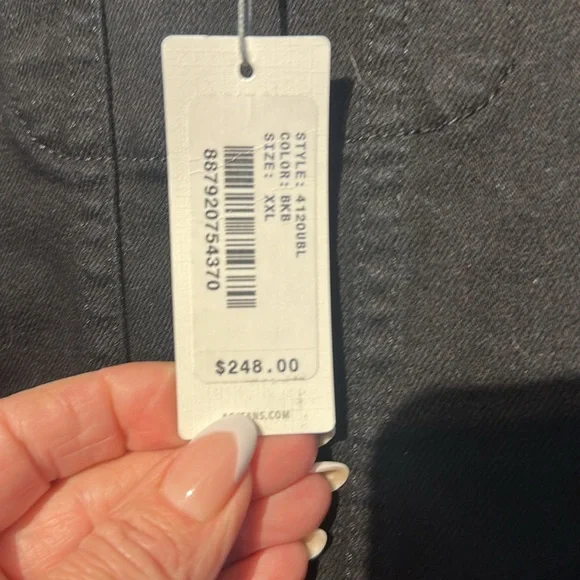 STYLE: 4120UBL
COLOR: BKB
SIZE: XXL
887920754370
$248.00